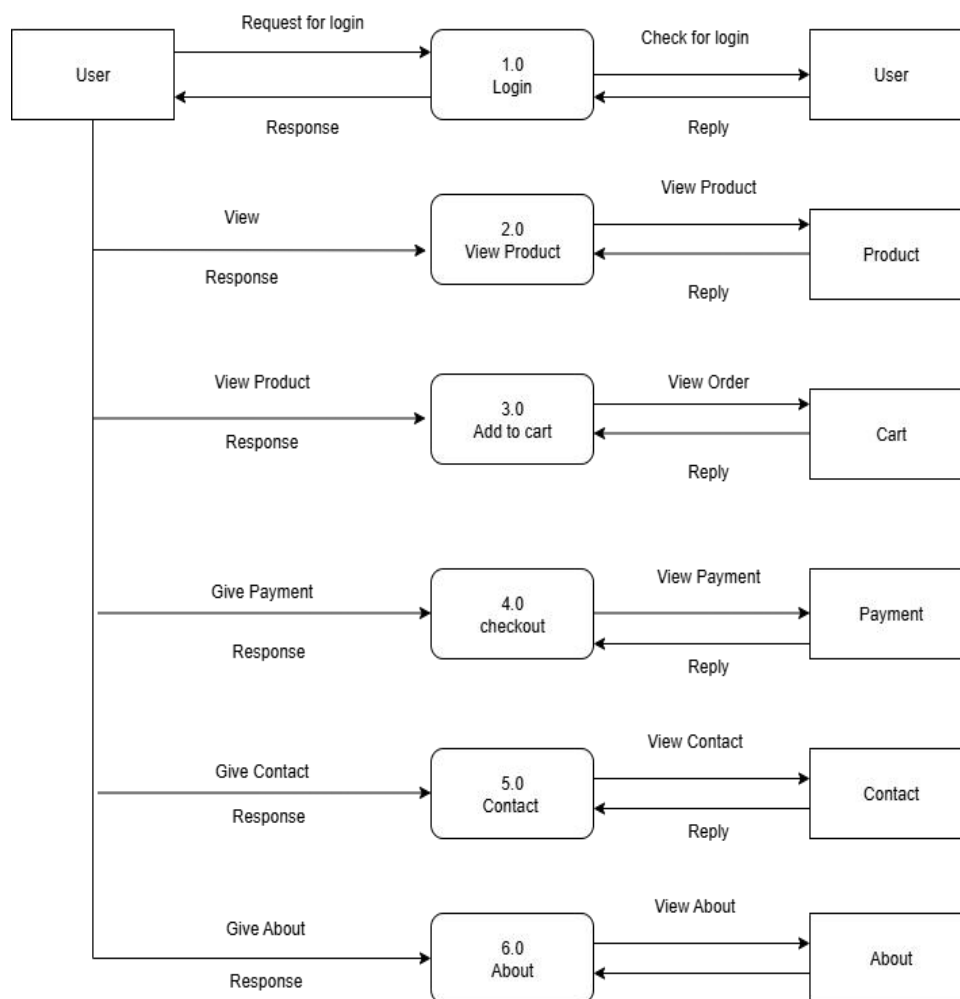 Request for login
User
1.0
Login
Check for login
User
Response
Reply
View
2.0
View Product
View Product
Product
Response
Reply
View Product
3.0
Add to cart
View Order
Cart
Response
Reply
Give Payment
4.0
checkout
View Payment
Payment
Response
Reply
Give Contact
5.0
Contact
View Contact
Contact
Response
Reply
Give About
6.0
About
View About
About
Response